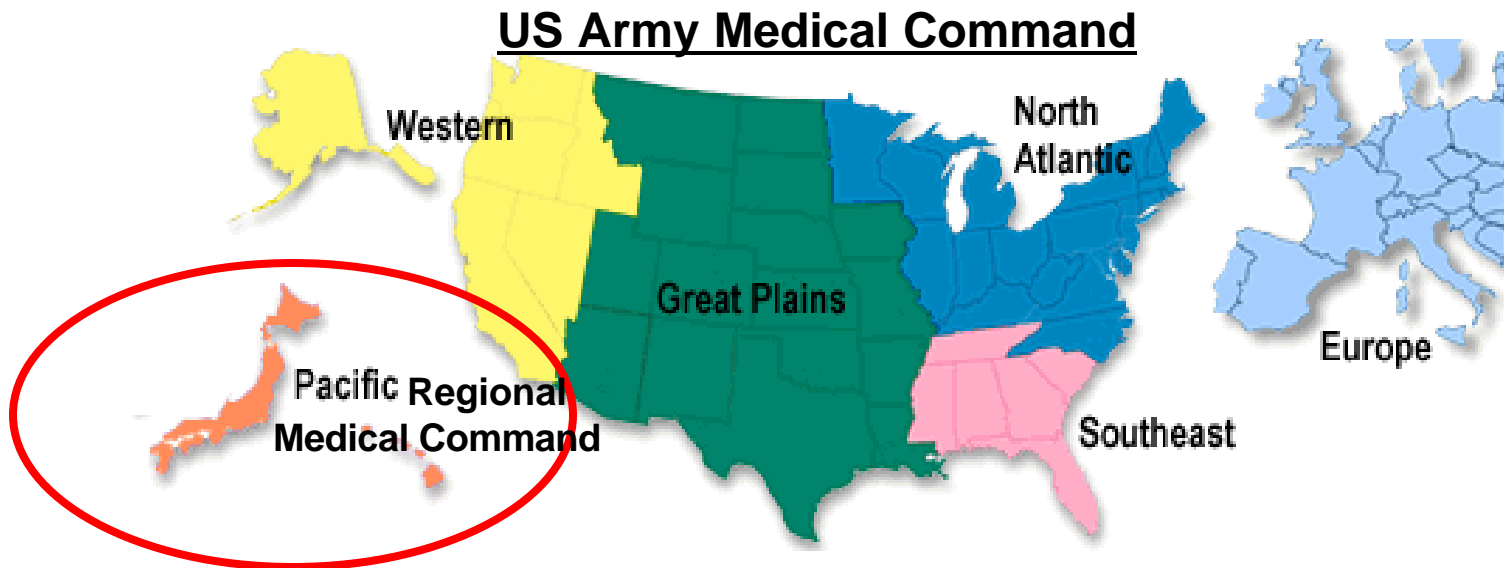 US Army Medical Command
Western
North
Atlantic
Great Plains
Europe
Pacific Regional
Medical Command
Southeast